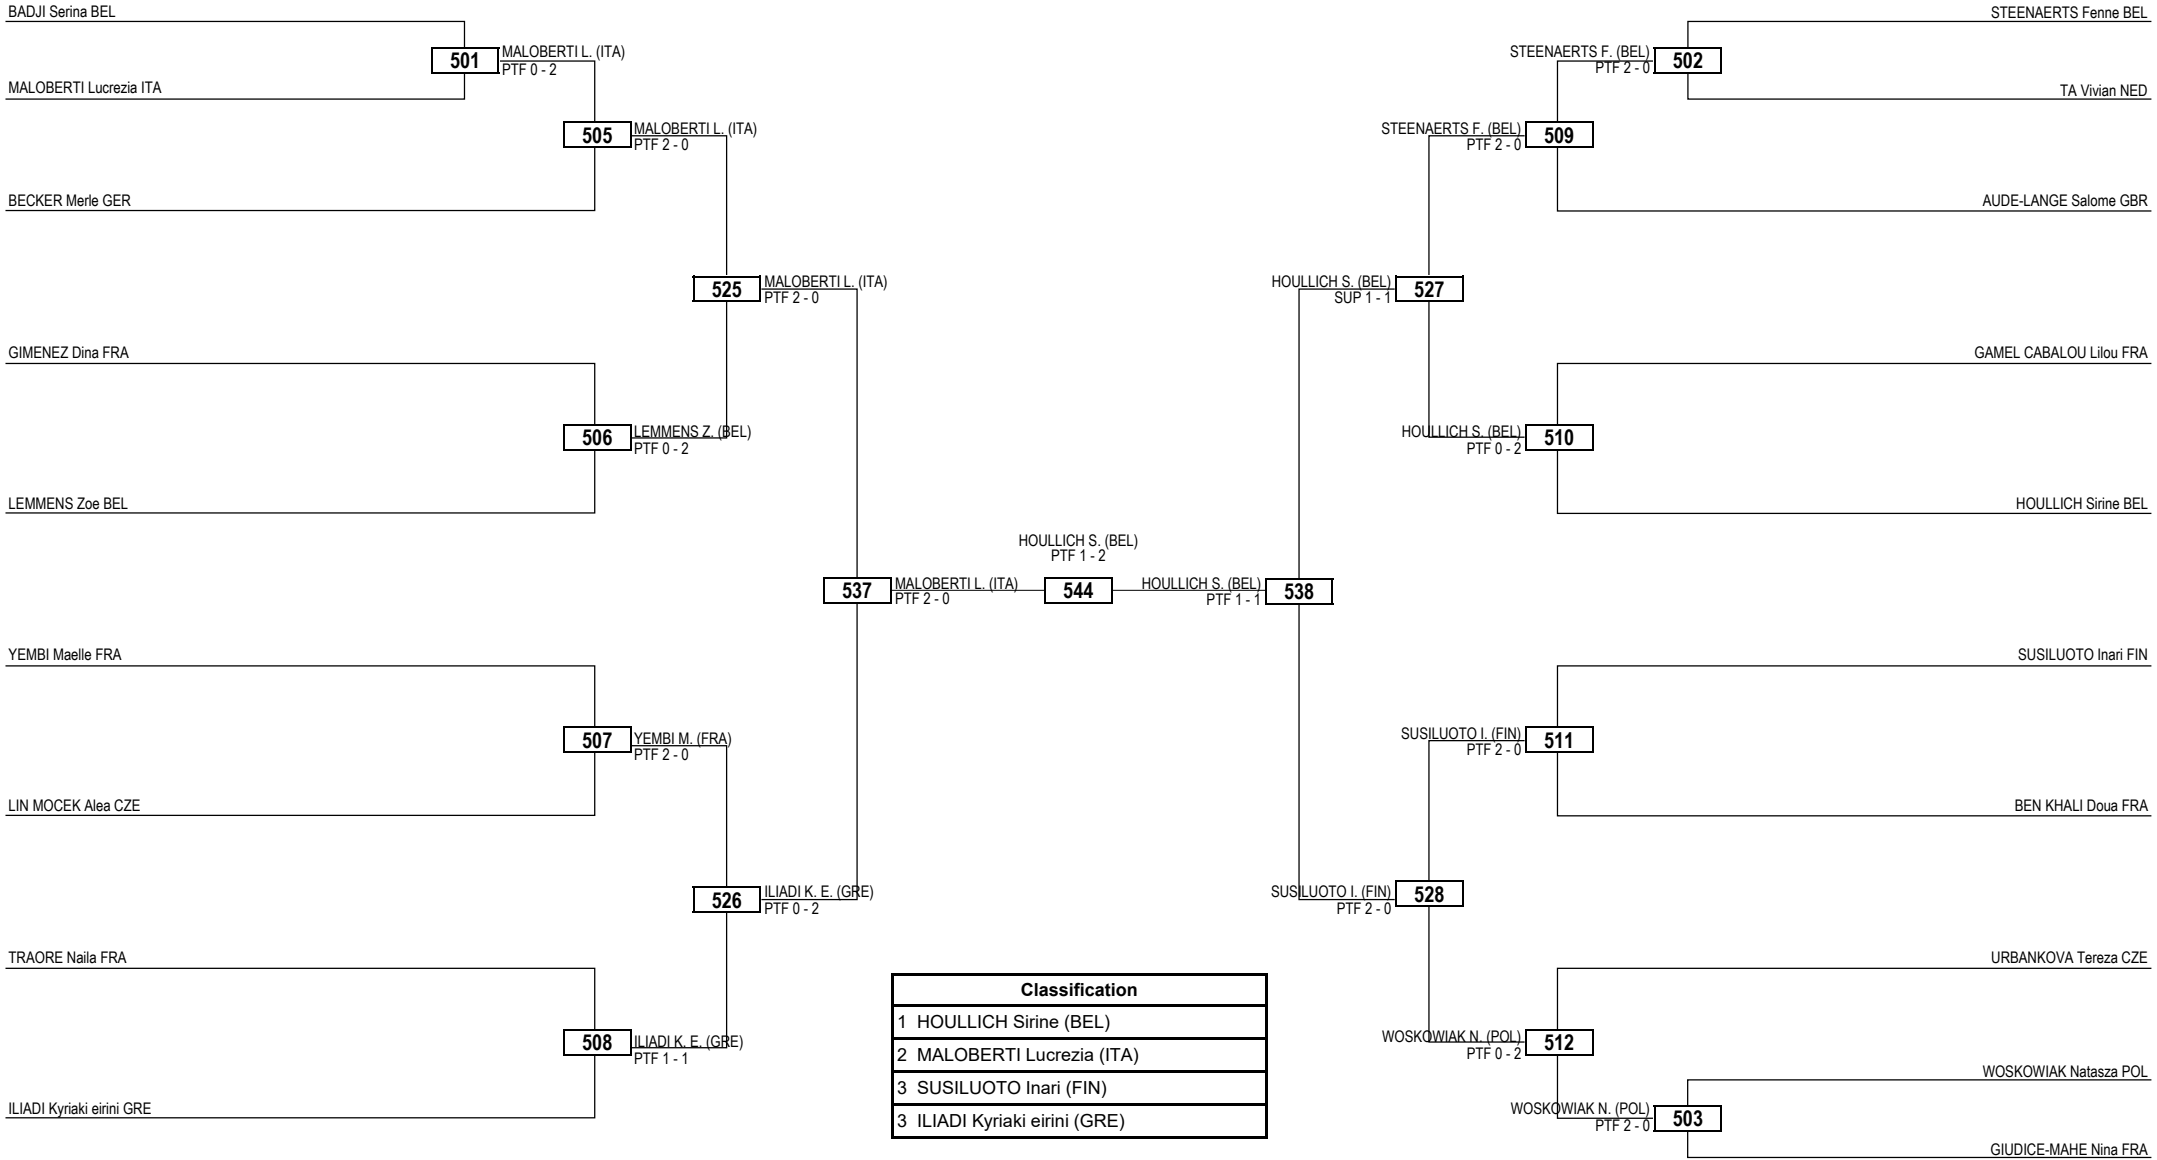 BADJI Serina BEL
501
MALOBERTI L. (ITA)
PTF 0 - 2
MALOBERTI Lucrezia ITA
505
MALOBERTI L. (ITA)
PTF 2 - 0
BECKER Merle GER
525
MALOBERTI L. (ITA)
PTF 2 - 0
GIMENEZ Dina FRA
506
LEMMENS Z. (BEL)
PTF 0 - 2
LEMMENS Zoe BEL
537
MALOBERTI L. (ITA)
PTF 2 - 0
YEMBI Maelle FRA
507
YEMBI M. (FRA)
PTF 2 - 0
LIN MOCEK Alea CZE
526
ILIADI K. E. (GRE)
PTF 0 - 2
TRAORE Naila FRA
508
ILIADI K. E. (GRE)
PTF 1 - 1
ILIADI Kyriaki eirini GRE
HOULLICH S. (BEL)
PTF 1 - 2
544
STEENAERTS Fenne BEL
STEENAERTS F. (BEL)
PTF 2 - 0
502
TA Vivian NED
STEENAERTS F. (BEL)
PTF 2 - 0
509
AUDE-LANGE Salome GBR
HOULLICH S. (BEL)
SUP 1 - 1
527
GAMEL CABALOU Lilou FRA
HOULLICH S. (BEL)
PTF 0 - 2
510
HOULLICH Sirine BEL
HOULLICH S. (BEL)
PTF 1 - 1
538
SUSILUOTO Inari FIN
SUSILUOTO I. (FIN)
PTF 2 - 0
511
BEN KHALI Doua FRA
SUSILUOTO I. (FIN)
PTF 2 - 0
528
URBANKOVA Tereza CZE
WOSKOWIAK N. (POL)
PTF 0 - 2
512
WOSKOWIAK Natasza POL
WOSKOWIAK N. (POL)
PTF 2 - 0
503
GIUDICE-MAHE Nina FRA
Classification
1 HOULLICH Sirine (BEL)
2 MALOBERTI Lucrezia (ITA)
3 SUSILUOTO Inari (FIN)
3 ILIADI Kyriaki eirini (GRE)